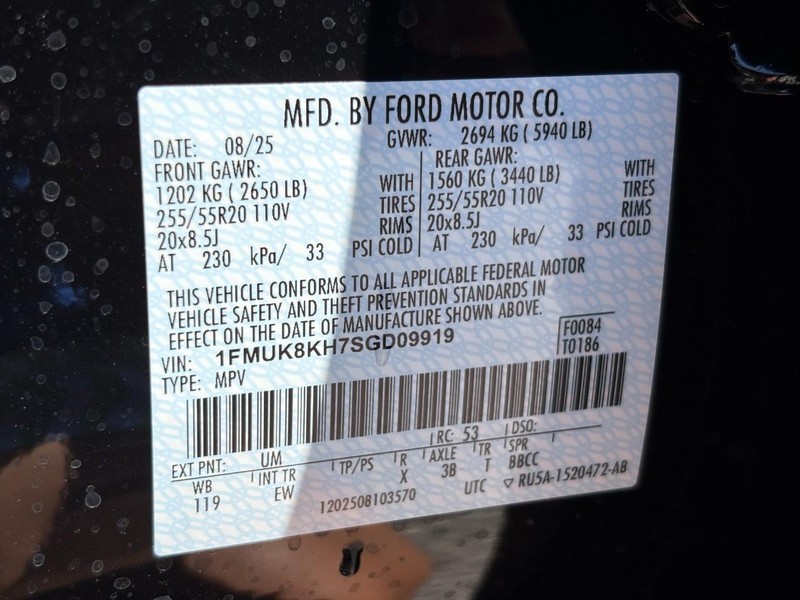 MFD. BY FORD MOTOR CO.
DATE: 08/25 GVWR: 2694 KG ( 5940 LB)
FRONT GAWR: REAR GAWR:
1202 KG ( 2650 LB) WITH 1560 KG ( 3440 LB) WITH
255/55R20 110V TIRES 255/55R20 110V TIRES
20x8.5J RIMS 20x8.5J RIMS
AT 230 kPa/ 33 PSI COLD AT 230 kPa/ 33 PSI COLD
THIS VEHICLE CONFORMS TO ALL APPLICABLE FEDERAL MOTOR
VEHICLE SAFETY AND THEFT PREVENTION STANDARDS IN
EFFECT ON THE DATE OF MANUFACTURE SHOWN ABOVE.
VIN: 1FMUK8KH7SGD09919 F0084
TYPE: MPV T0186
RC: 53 DSO:
EXT PNT: UM
WB INT TR TP/PS R AXLE TR SPR
119 EW X 3B T BBCC
1202508103570 UTC ▽ RU5A-1520472-AB